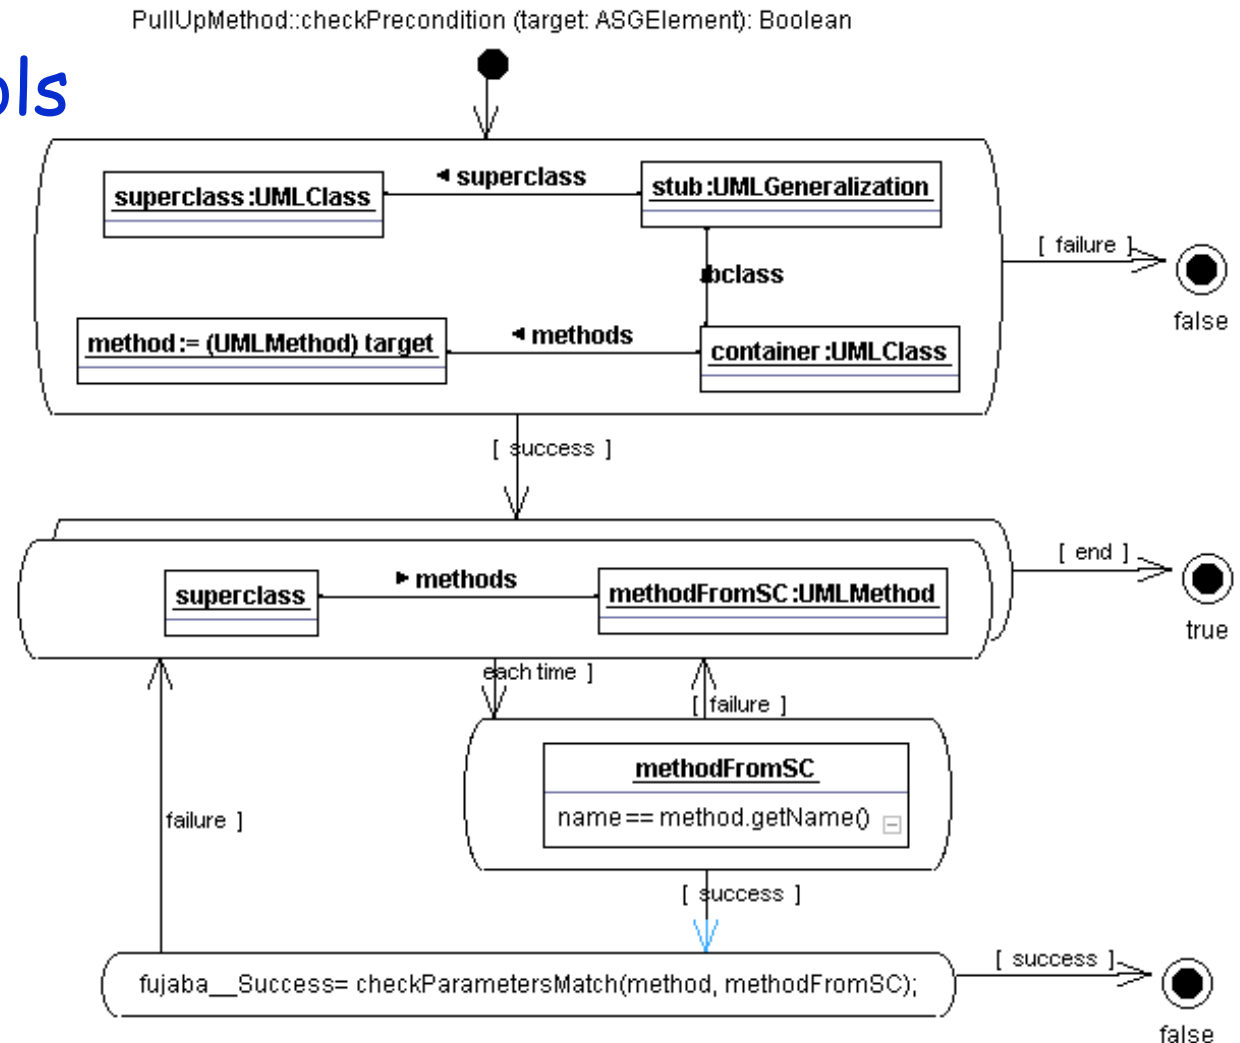 PullUpMethod::checkPrecondition (target: ASGElement): Boolean
ols
superclass :UMLClass
◄ superclass
stub :UMLGeneralization
[ failure ]
bclass
false
method := (UMLMethod) target
◄ methods
container :UMLClass
[ success ]
superclass
► methods
methodFromSC :UMLMethod
[ end ]
true
each time ]
[ failure ]
methodFromSC
name == method.getName()
failure ]
[ success ]
fujaba__Success= checkParametersMatch(method, methodFromSC);
[ success ]
false